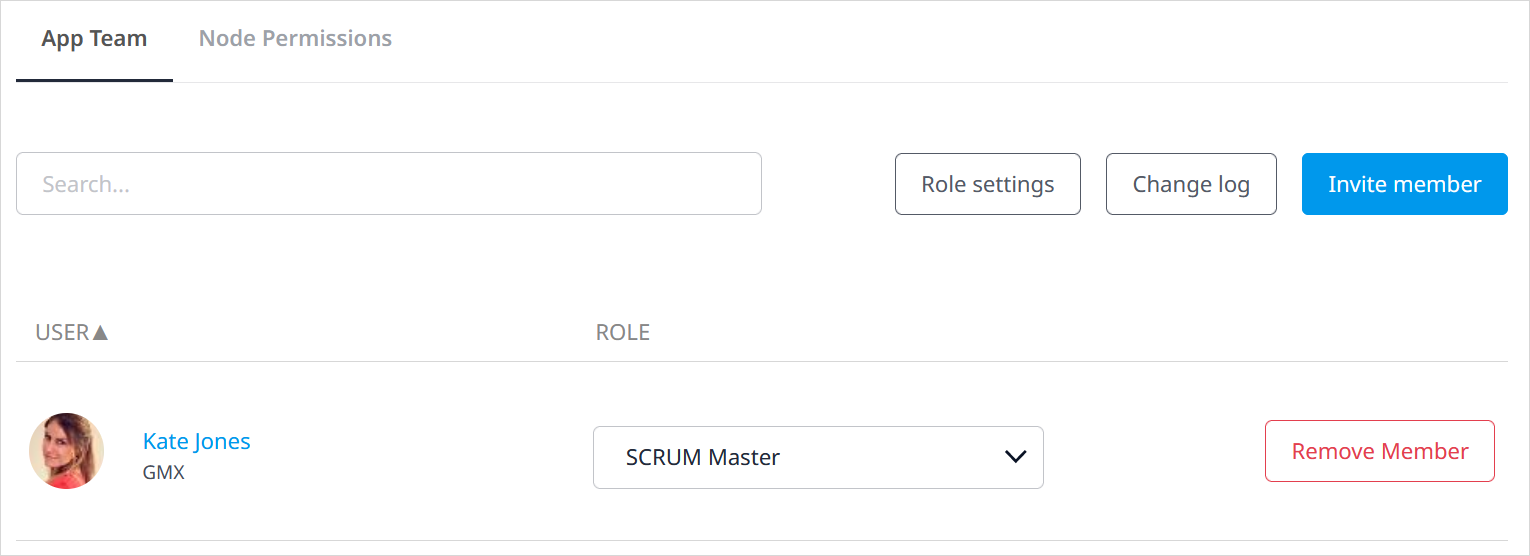 App Team Node Permissions
Search... Role settings Change log Invite member
USER▲ ROLE
Kate Jones
GMX
SCRUM Master
Remove Member